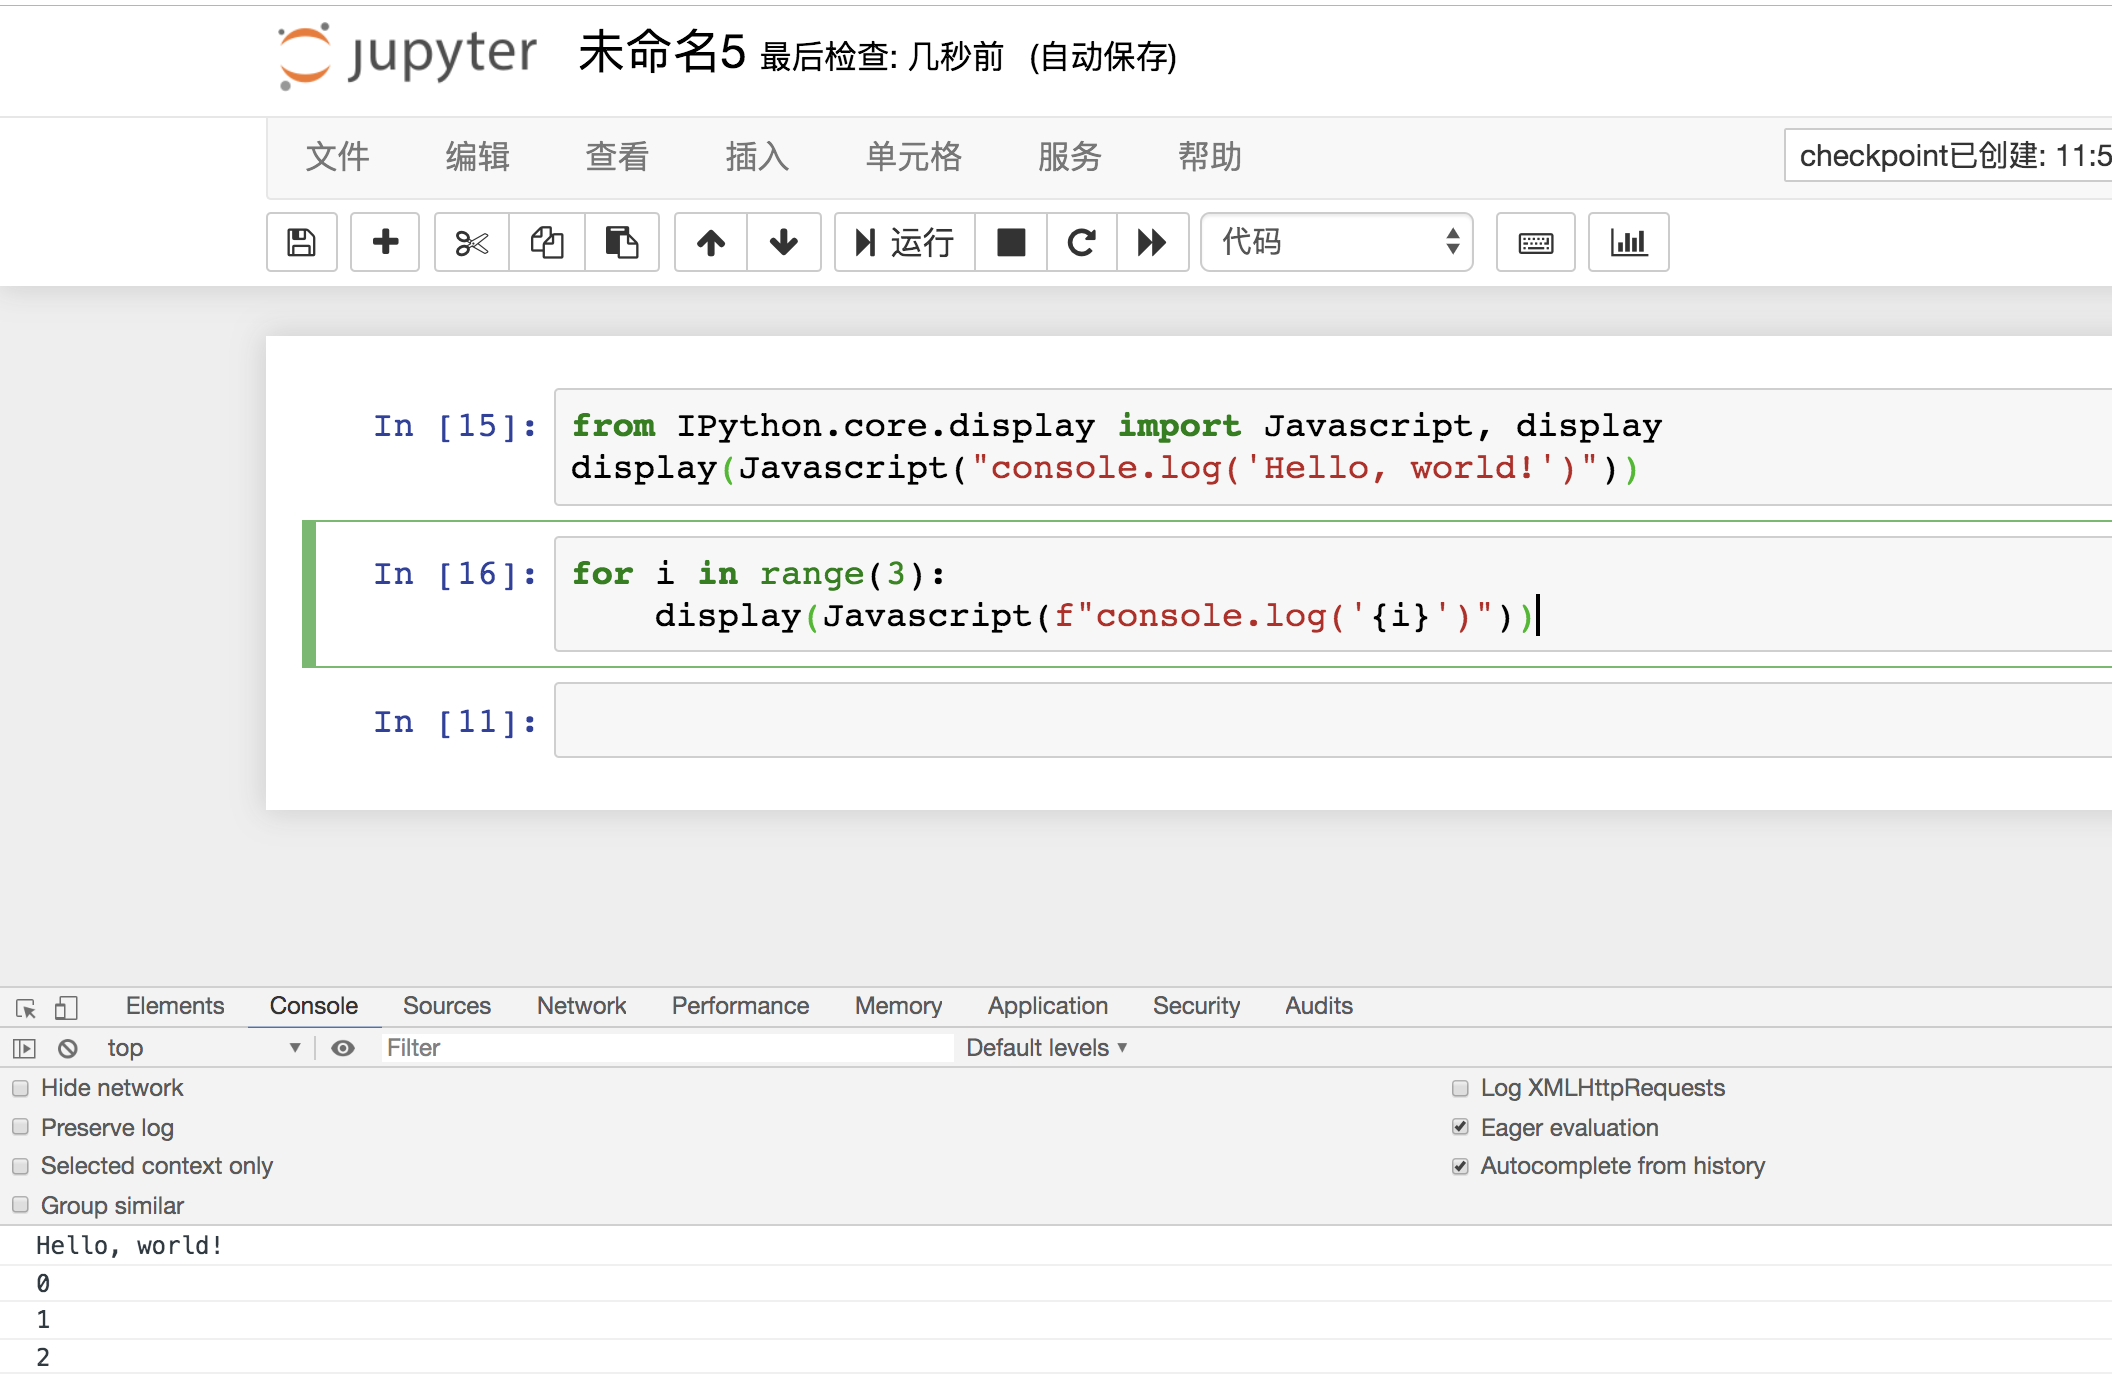 jupyter 未命名5 最后检查: 几秒前 (自动保存)
文件 编辑 查看 插入 单元格 服务 帮助 checkpoint已创建: 11:5
运行 代码
In [15]: from IPython.core.display import Javascript, display
display(Javascript("console.log('Hello, world!')"))
In [16]: for i in range(3):
    display(Javascript(f"console.log('{i}')"))
In [11]:
Elements Console Sources Network Performance Memory Application Security Audits
top Filter Default levels
Hide network Log XMLHttpRequests
Preserve log Eager evaluation
Selected context only Autocomplete from history
Group similar
Hello, world!
0
1
2